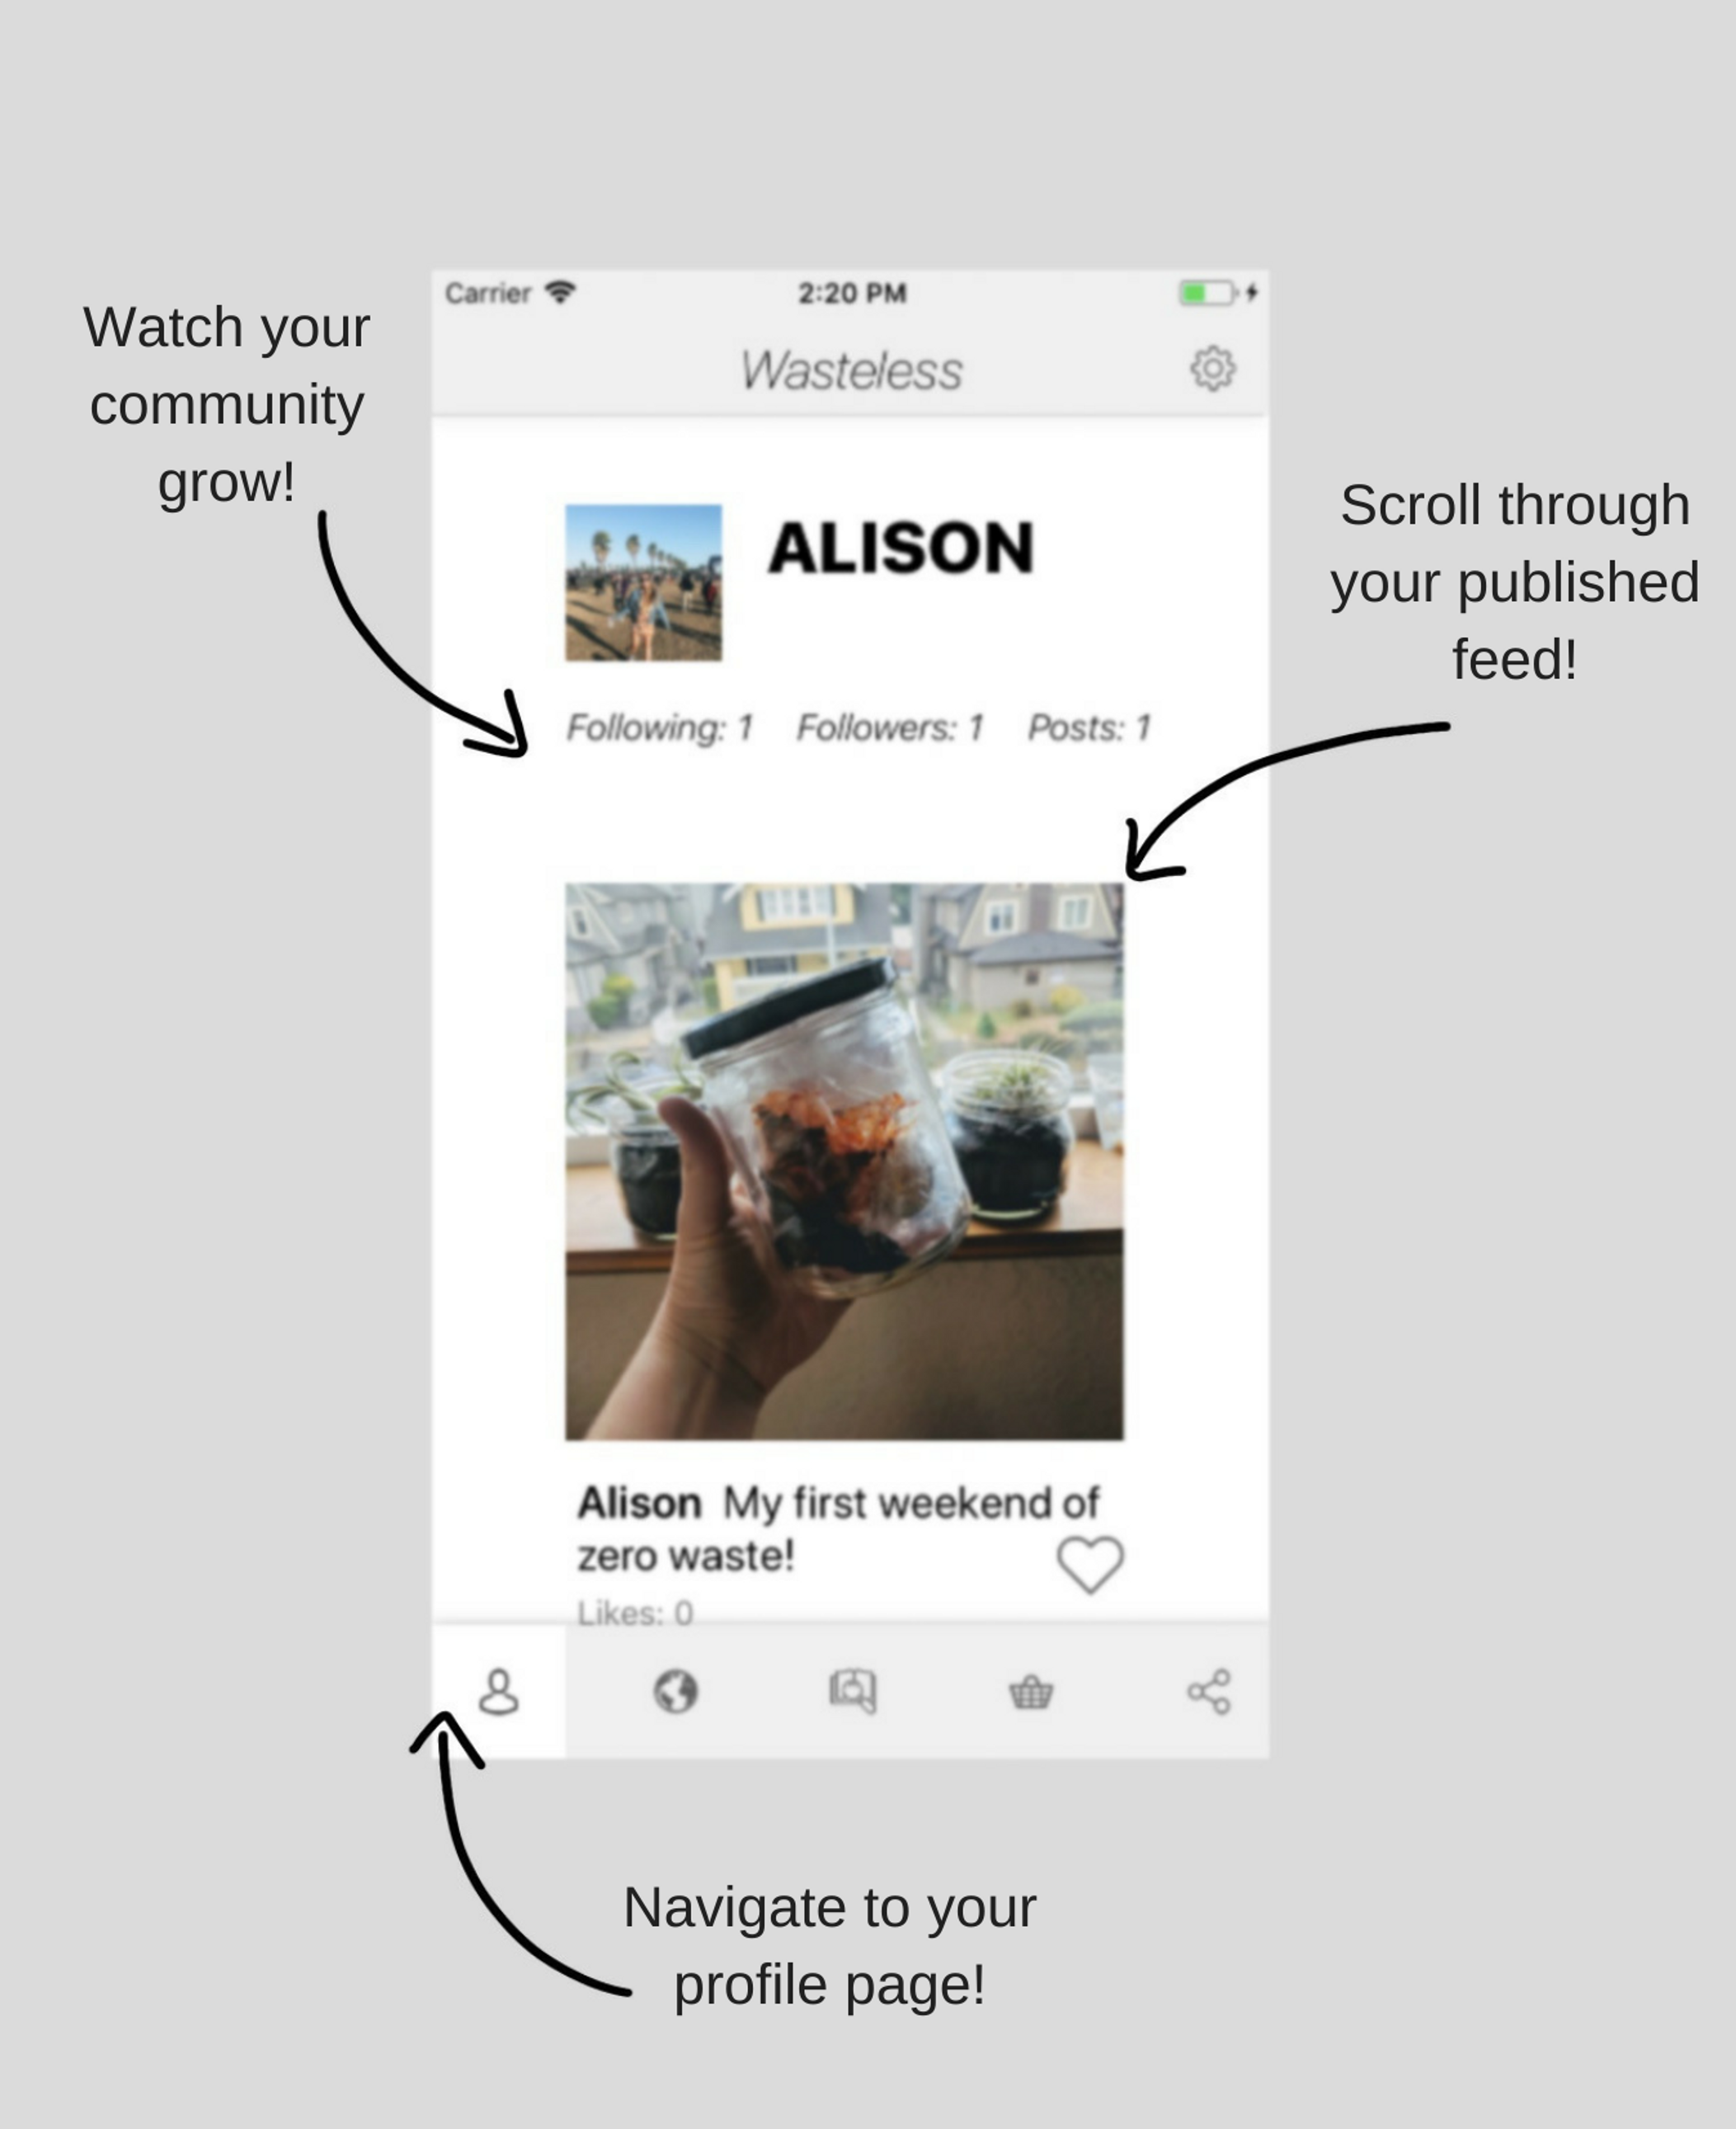 Watch your
community
grow!
Carrier 2:20 PM
Wasteless
ALISON
Following: 1 Followers: 1 Posts: 1
Scroll through
your published
feed!
Alison My first weekend of
zero waste!
Likes: 0
Navigate to your
profile page!